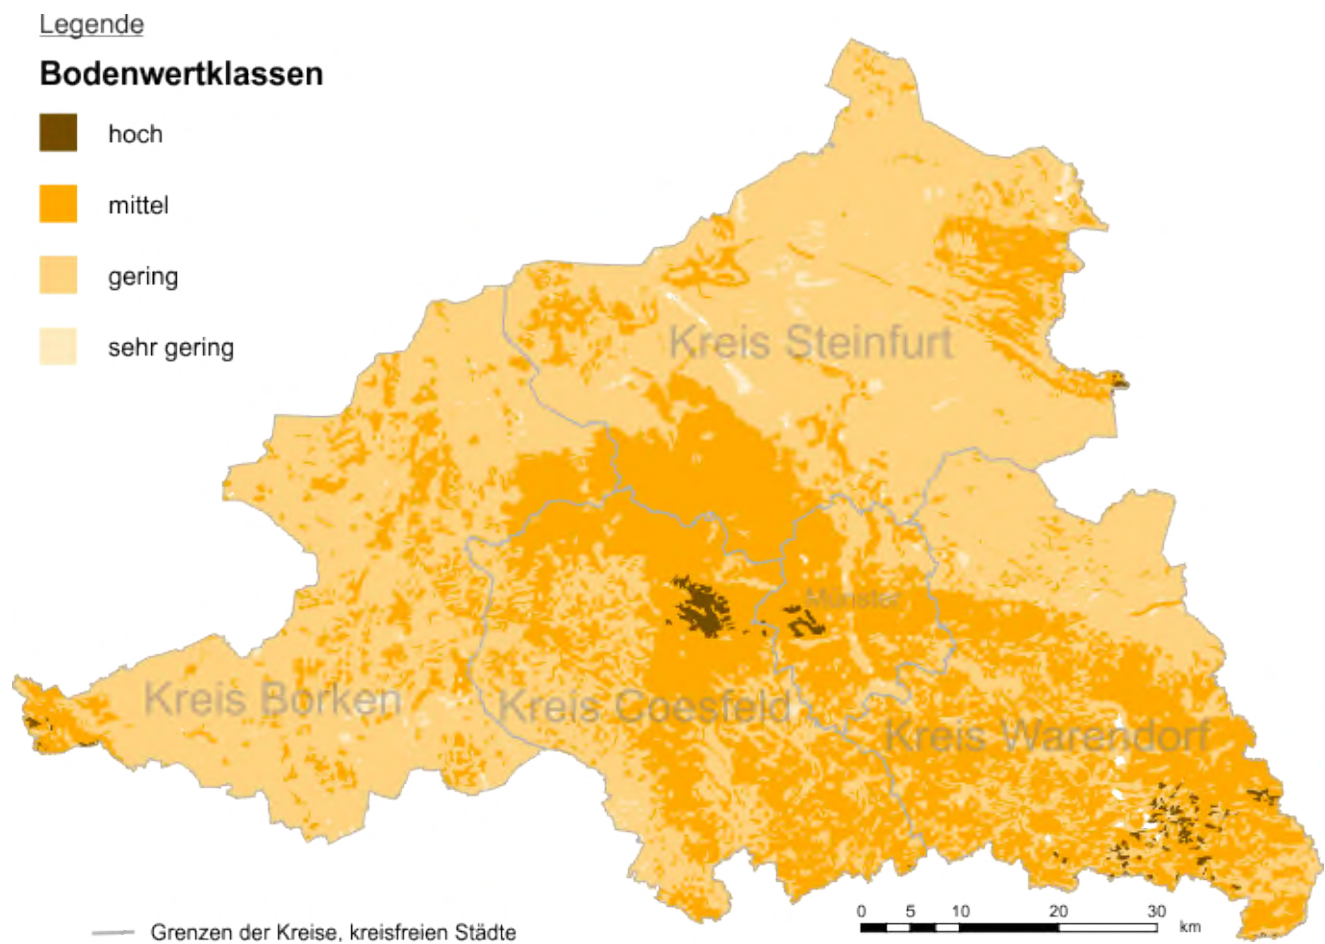 Legende
Bodenwertklassen
hoch
mittel
gering
sehr gering
Kreis Steinfurt
Münster
Kreis Borken
Kreis Coesfeld
Kreis Warendorf
0 5 10 20 30
km
Grenzen der Kreise, kreisfreien Städte